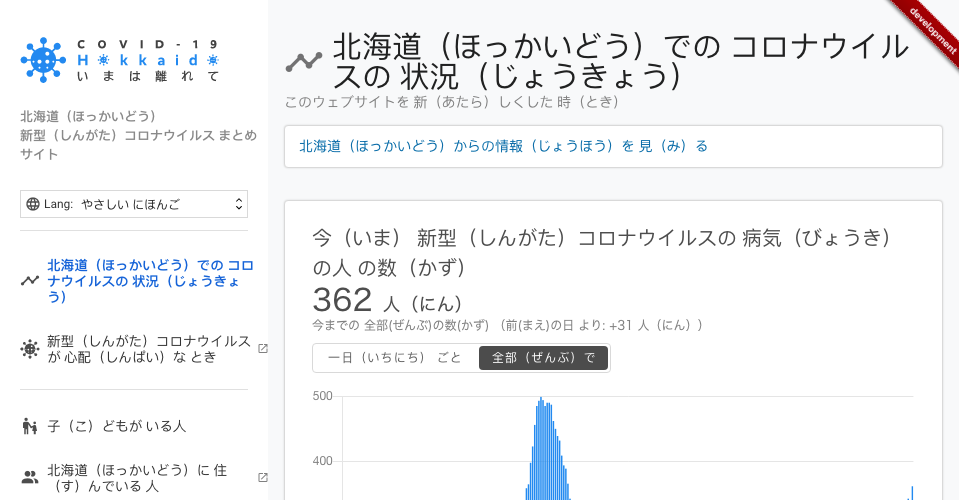 COVID-19
Hokkaido
いまは離れて
北海道（ほっかいどう）
新型（しんがた）コロナウイルス まとめ
サイト
Lang: やさしい にほんご
北海道（ほっかいどう）での コロ
ナウイルスの 状況（じょうきょ
う）
新型（しんがた）コロナウイルス
が 心配（しんぱい）な とき
子（こ）どもが いる人
北海道（ほっかいどう）に 住
（す）んでいる 人
development
北海道（ほっかいどう）での コロナウイル
スの 状況（じょうきょう）
このウェブサイトを 新（あたら）しくした 時（とき）
北海道（ほっかいどう）からの情報（じょうほう）を 見（み）る
今（いま） 新型（しんがた）コロナウイルスの 病気（びょうき）
の人 の数（かず）
362 人（にん）
今までの 全部(ぜんぶ)の数(かず) （前(まえ)の日 より: +31 人（にん））
一日（いちにち） ごと
全部（ぜんぶ）で
500
400